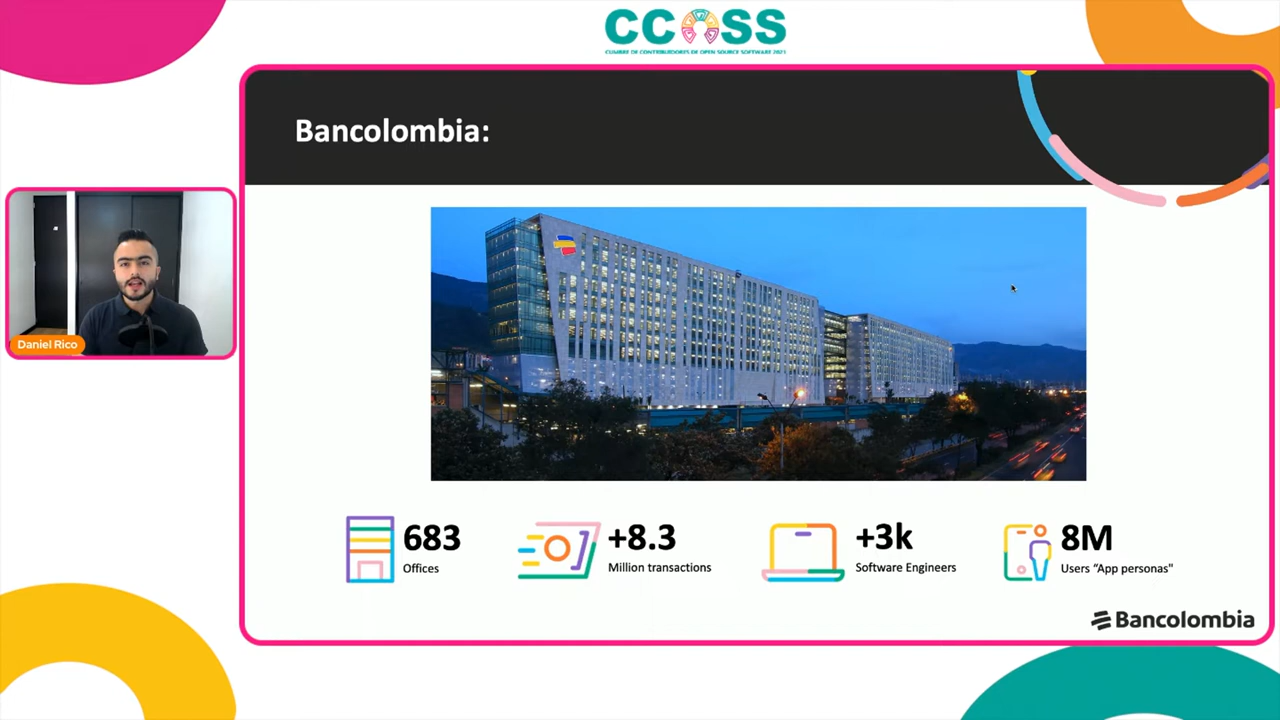 CCOSS
CUMBRE DE CONTRIBUIDORES DE OPEN SOURCE SOFTWARE 2021
Bancolombia:
Daniel Rico
683
Offices
+8.3
Million transactions
+3k
Software Engineers
8M
Users “App personas"
Bancolombia